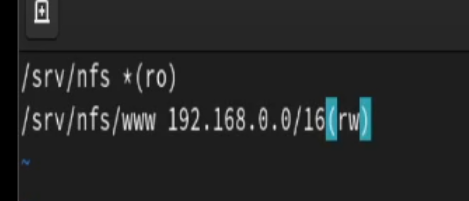 /srv/nfs *(ro)
/srv/nfs/www 192.168.0.0/16(rw)
~